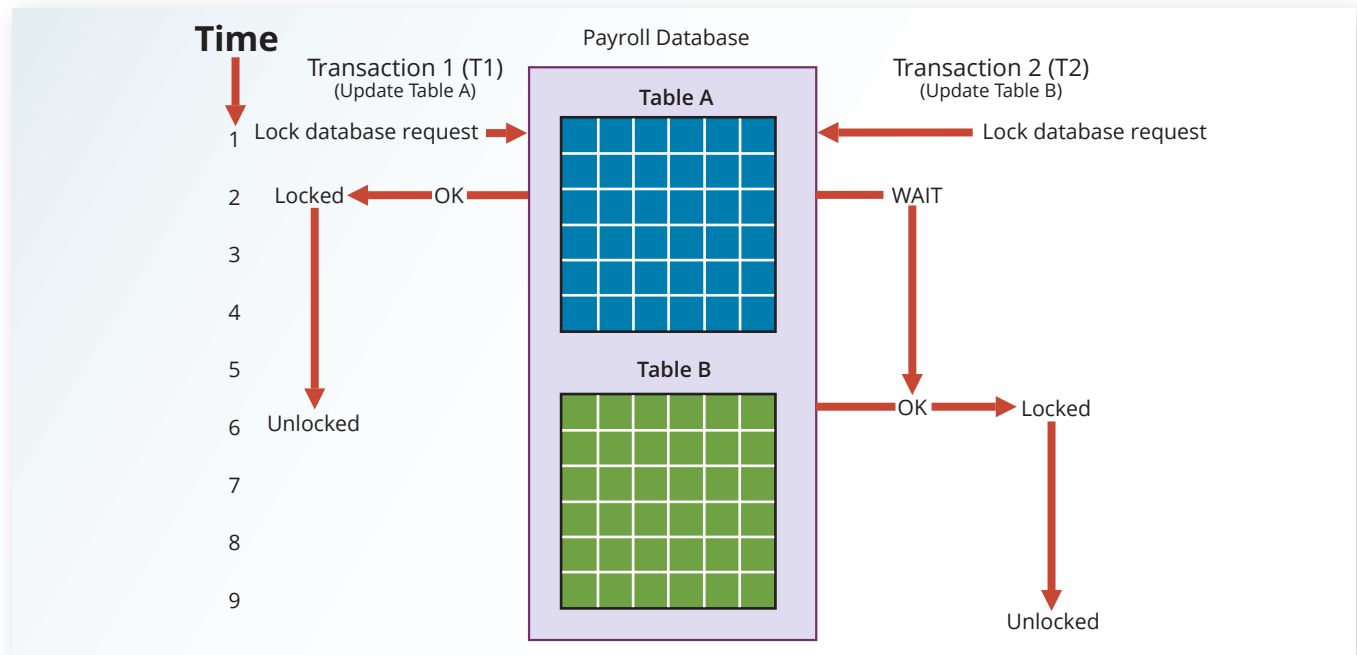 Time
Payroll Database
Transaction 1 (T1)
(Update Table A)
Transaction 2 (T2)
(Update Table B)
Table A
1 Lock database request
Lock database request
2 Locked OK
WAIT
3
4
5
Table B
OK Locked
6 Unlocked
7
8
9
Unlocked